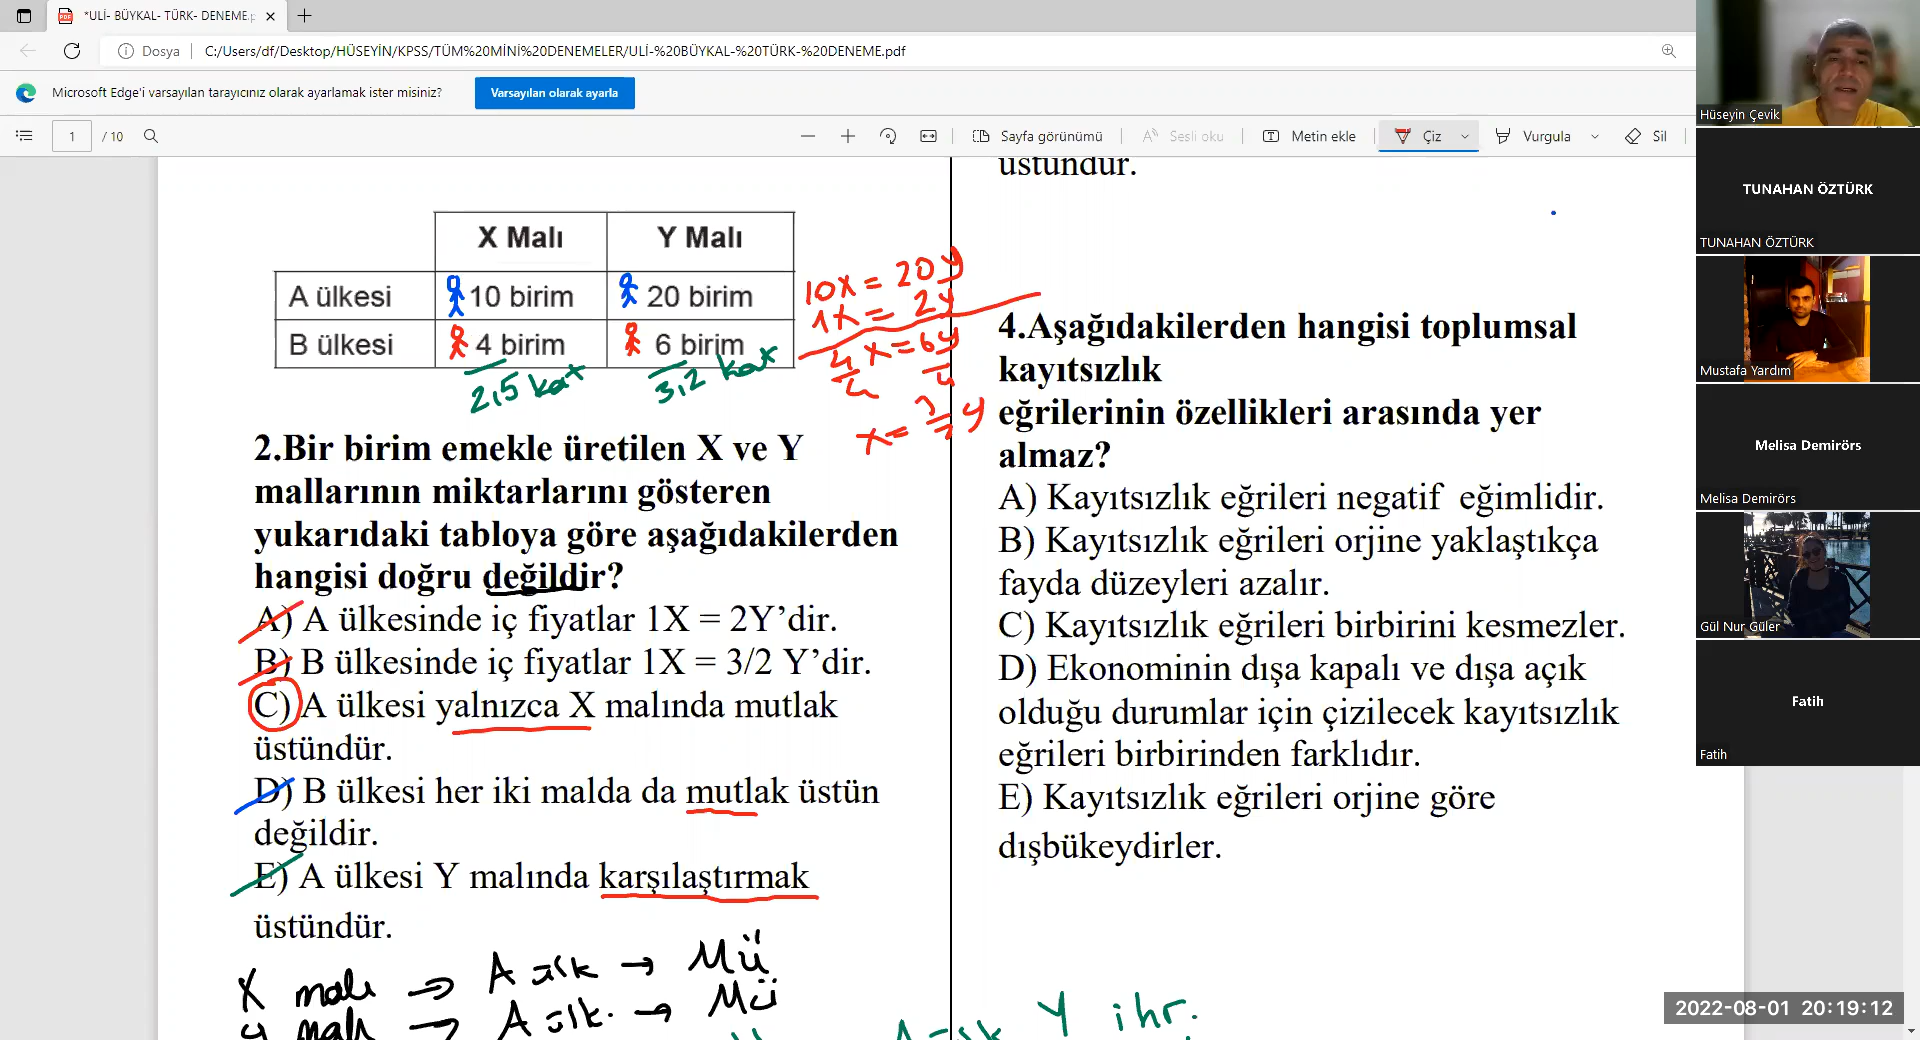 *ULİ- BÜYKAL- TÜRK- DENEME.p
Dosya
C:/Users/df/Desktop/HÜSEYİN/KPSS/TÜM%20MİNİ%20DENEMELER/ULİ-%20BÜYKAL-%20TÜRK-%20DENEME.pdf
Microsoft Edge'i varsayılan tarayıcınız olarak ayarlamak ister misiniz?
Varsayılan olarak ayarla
1 / 10
Sayfa görünümü
Sesli oku
Metin ekle
Çiz
Vurgula
Sil
X Malı Y Malı
A ülkesi 10 birim 20 birim
B ülkesi 4 birim 6 birim
2,5 kat 3,2 kat
10x = 20y
1x = 2y
4/4 x = 6y/4
x = 3/2 y
2.Bir birim emekle üretilen X ve Y
mallarının miktarlarını gösteren
yukarıdaki tabloya göre aşağıdakilerden
hangisi doğru değildir?
A) A ülkesinde iç fiyatlar 1X = 2Y’dir.
B) B ülkesinde iç fiyatlar 1X = 3/2 Y’dir.
C) A ülkesi yalnızca X malında mutlak
üstündür.
D) B ülkesi her iki malda da mutlak üstün
değildir.
E) A ülkesi Y malında karşılaştırmak
üstündür.
X malı → A ülk → Mü
y malı → A ülk. → Mü
üstündür.
4.Aşağıdakilerden hangisi toplumsal
kayıtsızlık
eğrilerinin özellikleri arasında yer
almaz?
A) Kayıtsızlık eğrileri negatif eğimlidir.
B) Kayıtsızlık eğrileri orjine yaklaştıkça
fayda düzeyleri azalır.
C) Kayıtsızlık eğrileri birbirini kesmezler.
D) Ekonominin dışa kapalı ve dışa açık
olduğu durumlar için çizilecek kayıtsızlık
eğrileri birbirinden farklıdır.
E) Kayıtsızlık eğrileri orjine göre
dışbükeydirler.
Y ihr.
Hüseyin Çevik
TUNAHAN ÖZTÜRK
TUNAHAN ÖZTÜRK
Mustafa Yardım
Melisa Demirörs
Melisa Demirörs
Gül Nur Güler
Fatih
Fatih
2022-08-01 20:19:12